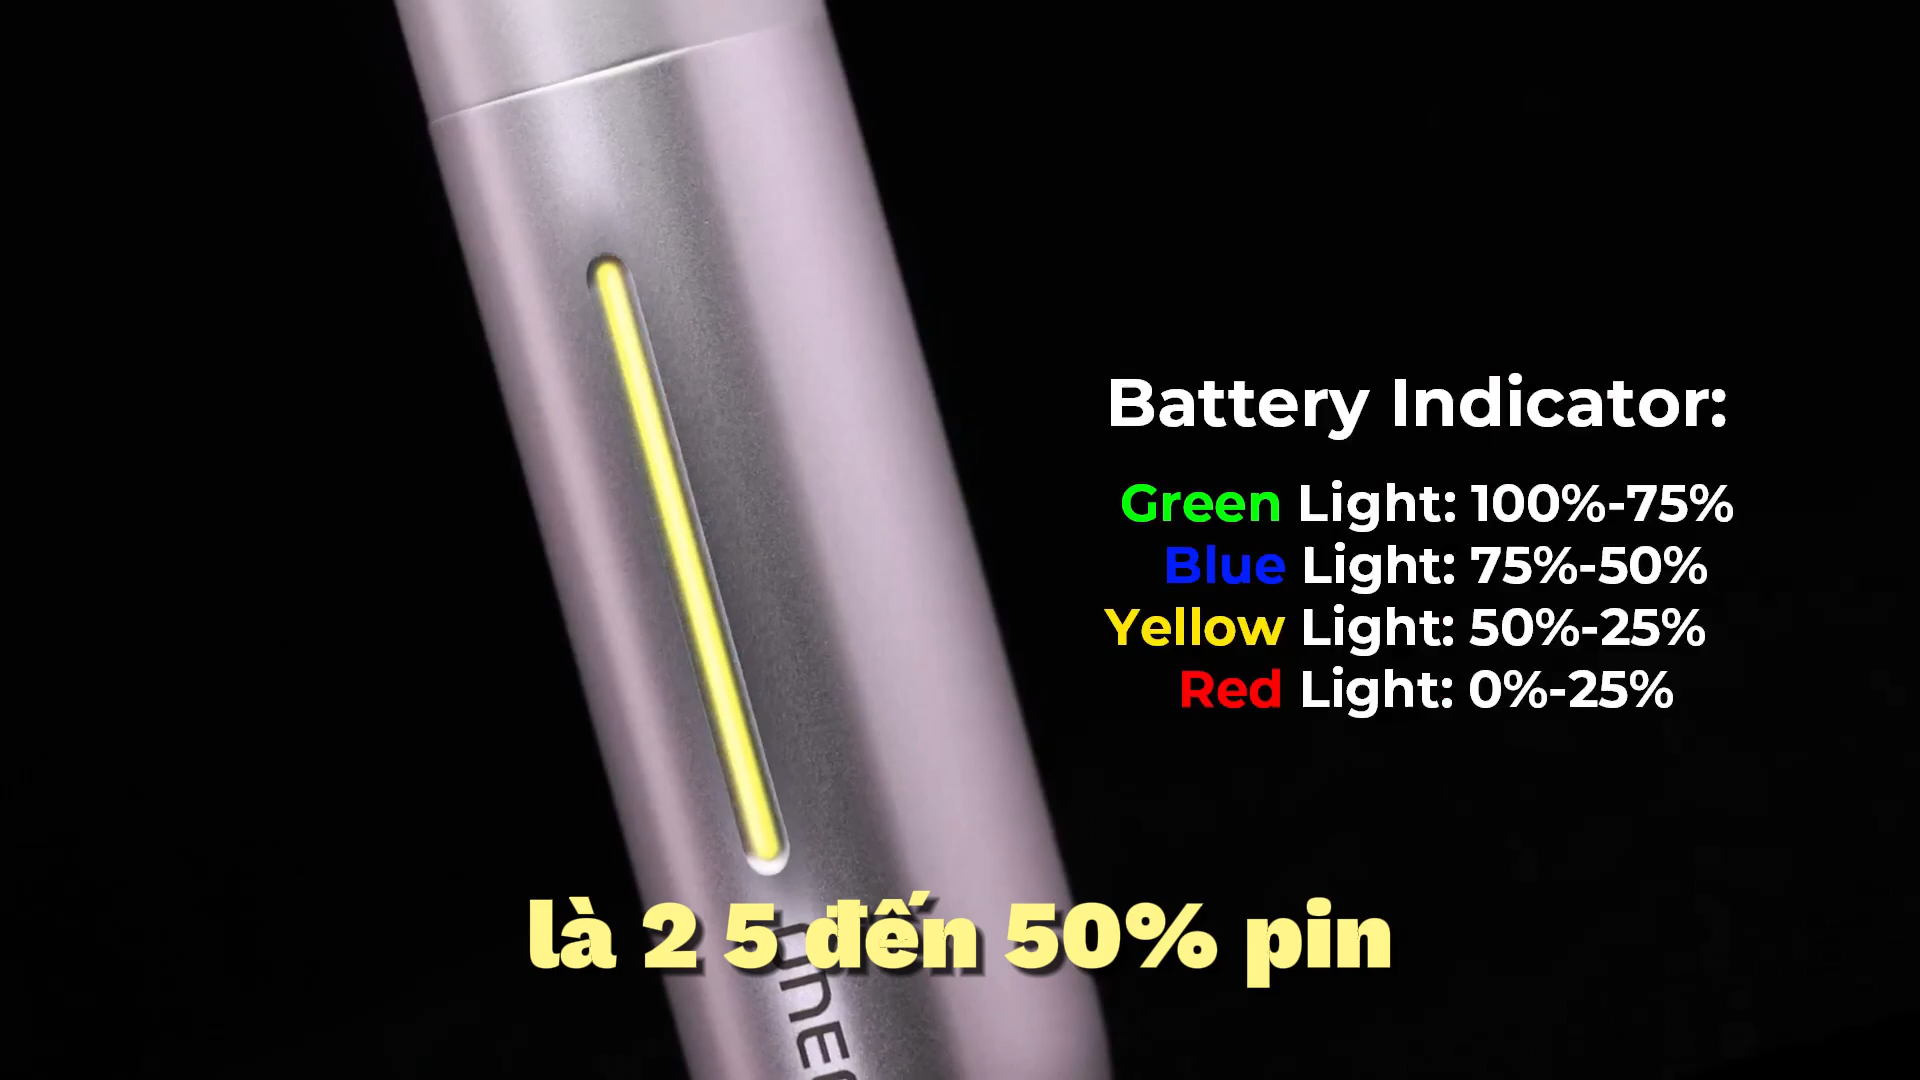 Battery Indicator:
Green Light: 100%-75%
Blue Light: 75%-50%
Yellow Light: 50%-25%
Red Light: 0%-25%
là 2 5 đến 50% pin